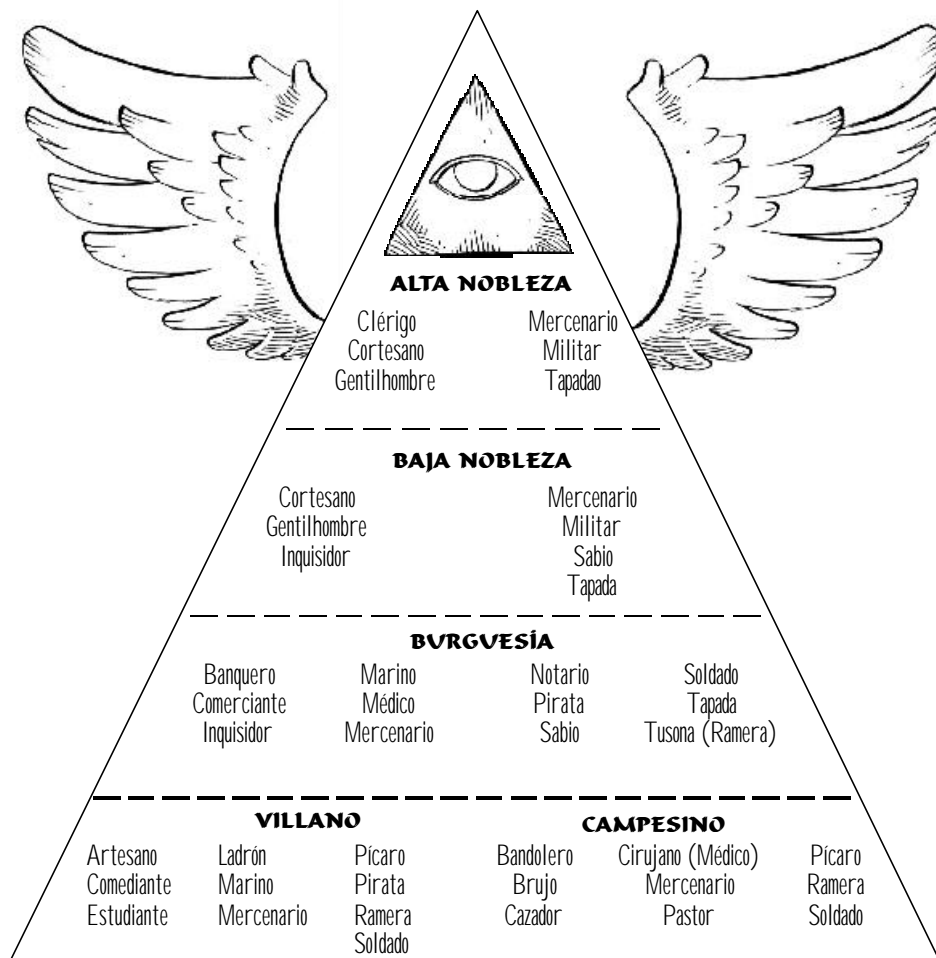 ALTA NOBLEZA
Clérigo Mercenario
Cortesano Militar
Gentilhombre Tapadao
BAJA NOBLEZA
Cortesano Mercenario
Gentilhombre Militar
Inquisidor Sabio
Tapada
BURGUESÍA
Banquero Marino Notario Soldado
Comerciante Médico Pirata Tapada
Inquisidor Mercenario Sabio Tusona (Ramera)
VILLANO CAMPESINO
Artesano Ladrón Pícaro Bandolero Cirujano (Médico) Pícaro
Comediante Marino Pirata Brujo Mercenario Ramera
Estudiante Mercenario Ramera Cazador Pastor Soldado
Soldado